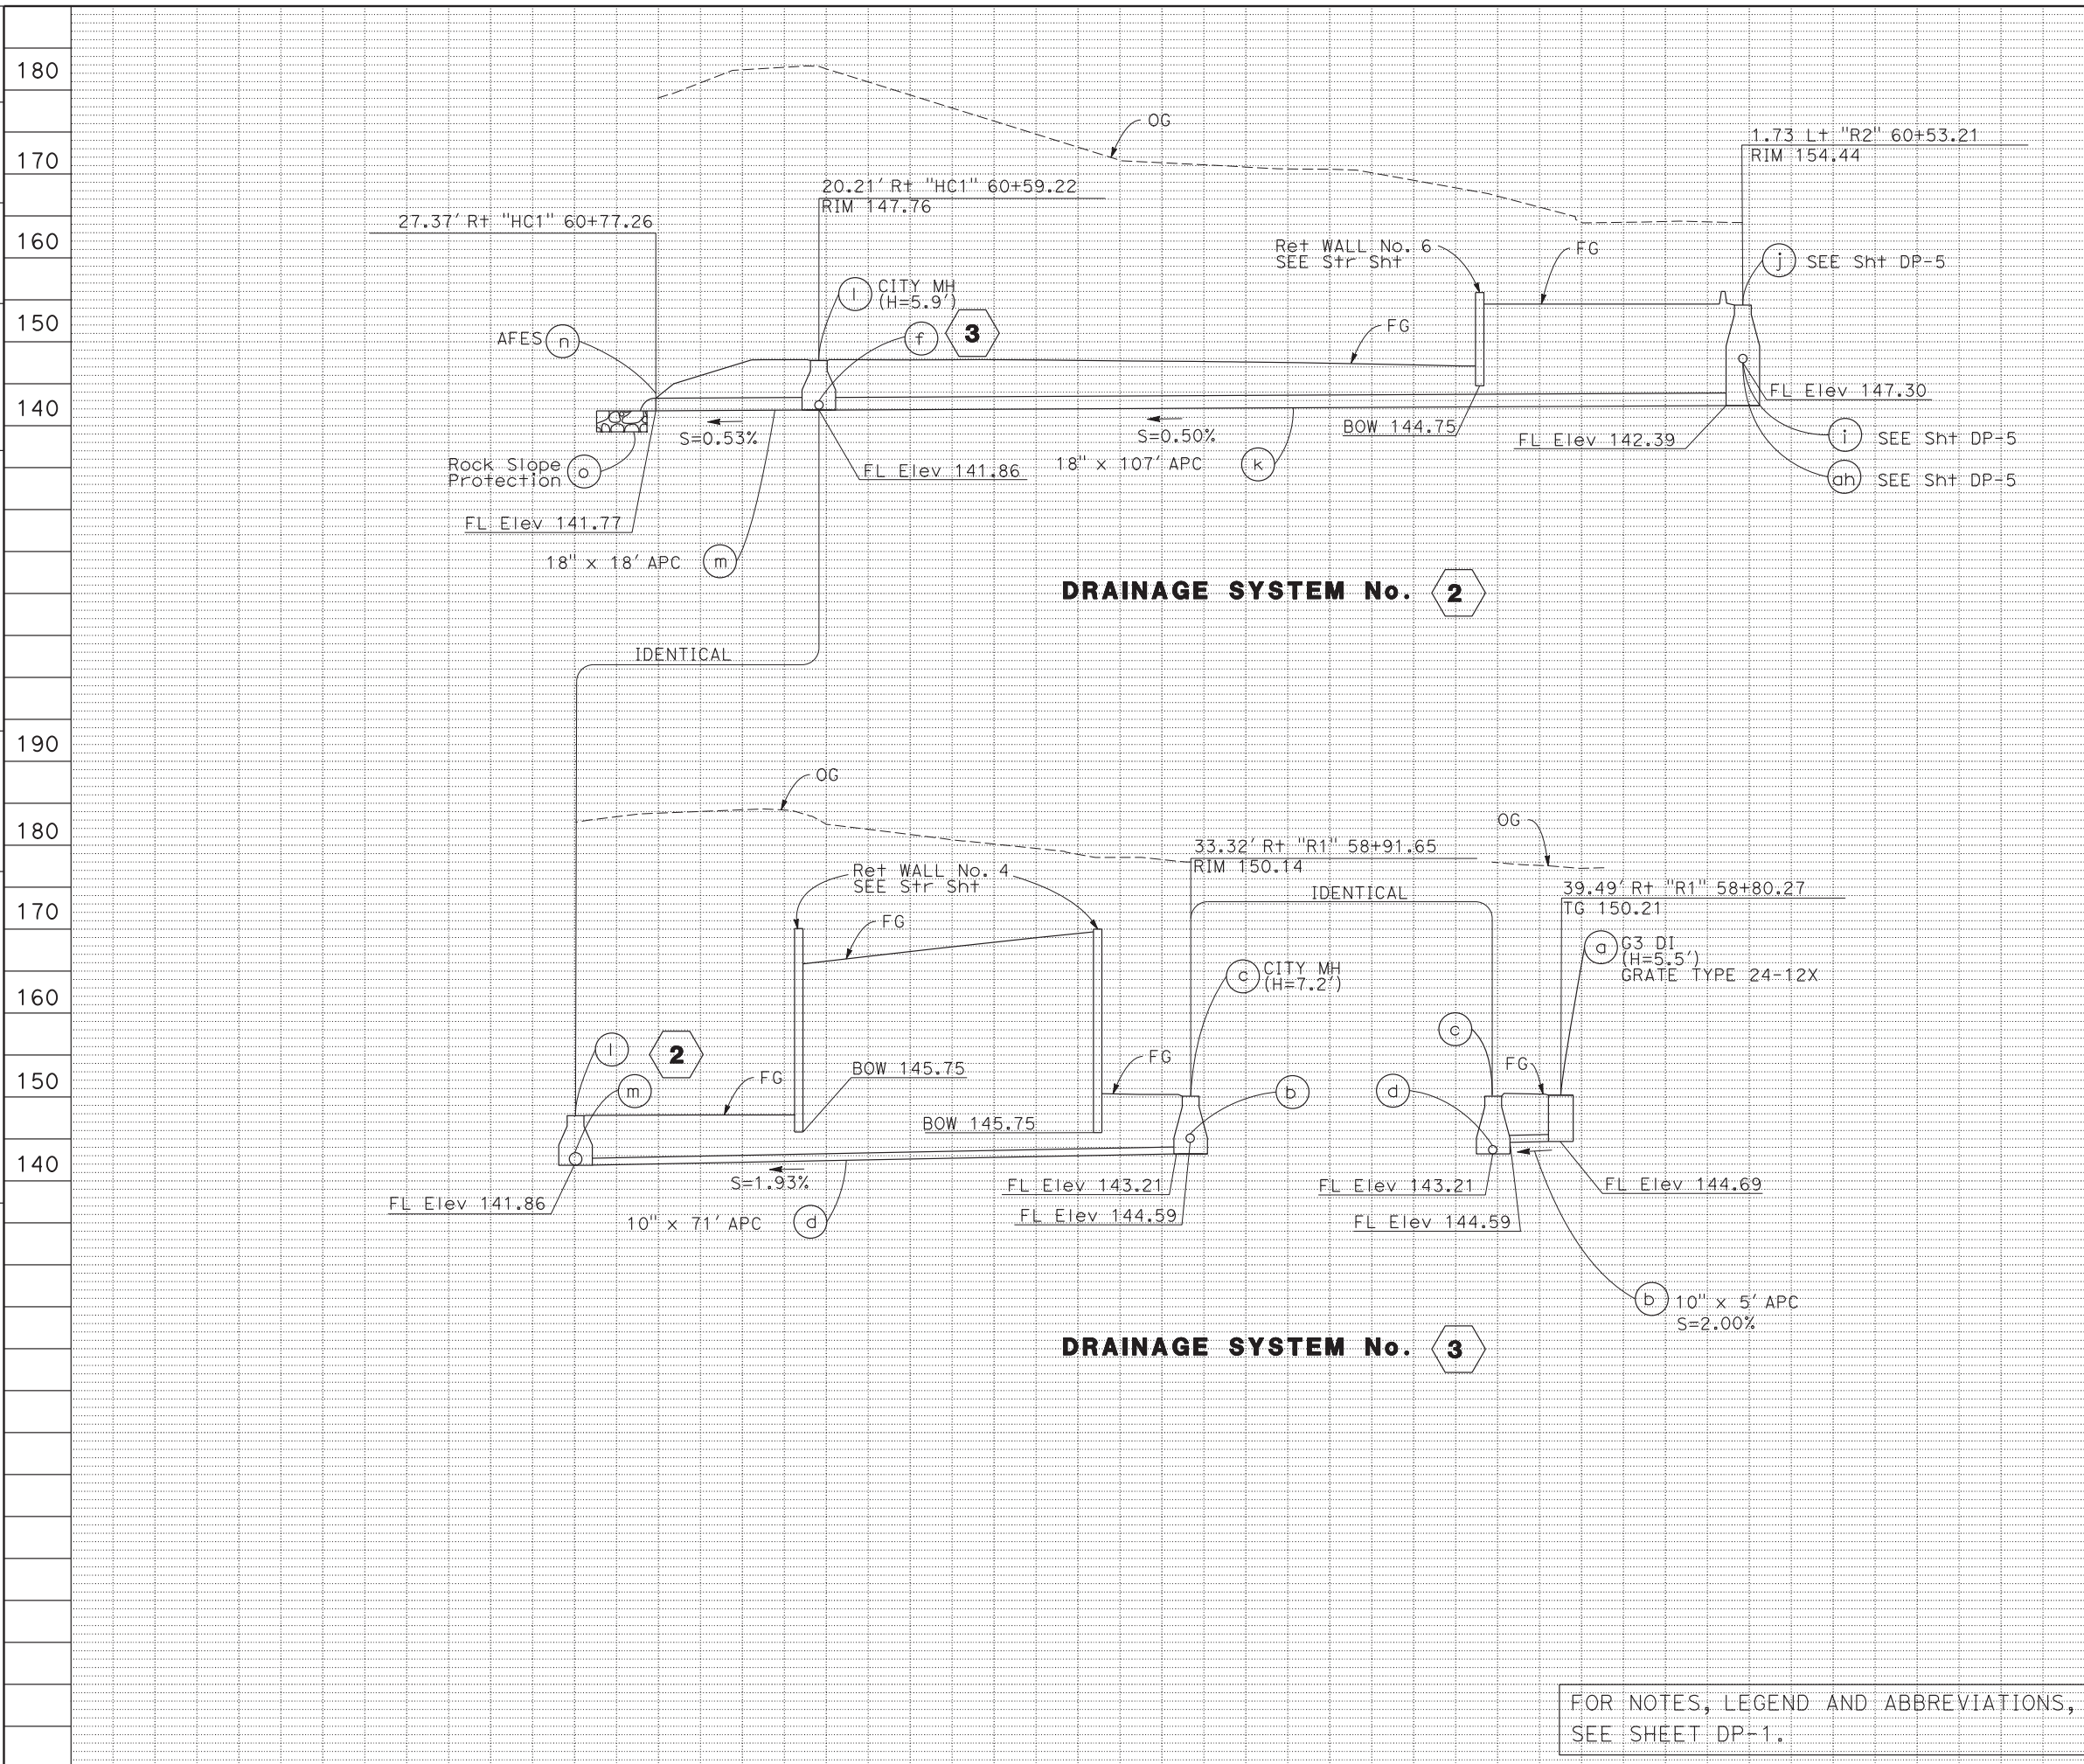 180
170
160
150
140
190
180
170
160
150
140
OG
1.73 Lt "R2" 60+53.21
RIM 154.44
20.21' Rt "HC1" 60+59.22
RIM 147.76
27.37' Rt "HC1" 60+77.26
Ret WALL No. 6
SEE Str Sht
FG
j SEE Sht DP-5
l CITY MH
(H=5.9')
AFES n
f
3
FG
FL Elev 147.30
S=0.53%
S=0.50%
BOW 144.75
FL Elev 142.39
i SEE Sht DP-5
Rock Slope
Protection
o
FL Elev 141.86
18" x 107' APC k
ah SEE Sht DP-5
FL Elev 141.77
18" x 18' APC m
DRAINAGE SYSTEM No. 2
IDENTICAL
OG
OG
33.32' Rt "R1" 58+91.65
RIM 150.14
Ret WALL No. 4
SEE Str Sht
IDENTICAL
39.49' Rt "R1" 58+80.27
TG 150.21
FG
a G3 DI
(H=5.5')
GRATE TYPE 24-12X
c CITY MH
(H=7.2')
c
l
2
FG
FG
BOW 145.75
FG
m
b
d
BOW 145.75
S=1.93%
FL Elev 143.21
FL Elev 143.21
FL Elev 144.69
FL Elev 141.86
10" x 71' APC d
FL Elev 144.59
FL Elev 144.59
b 10" x 5' APC
S=2.00%
DRAINAGE SYSTEM No. 3
FOR NOTES, LEGEND AND ABBREVIATIONS,
SEE SHEET DP-1.